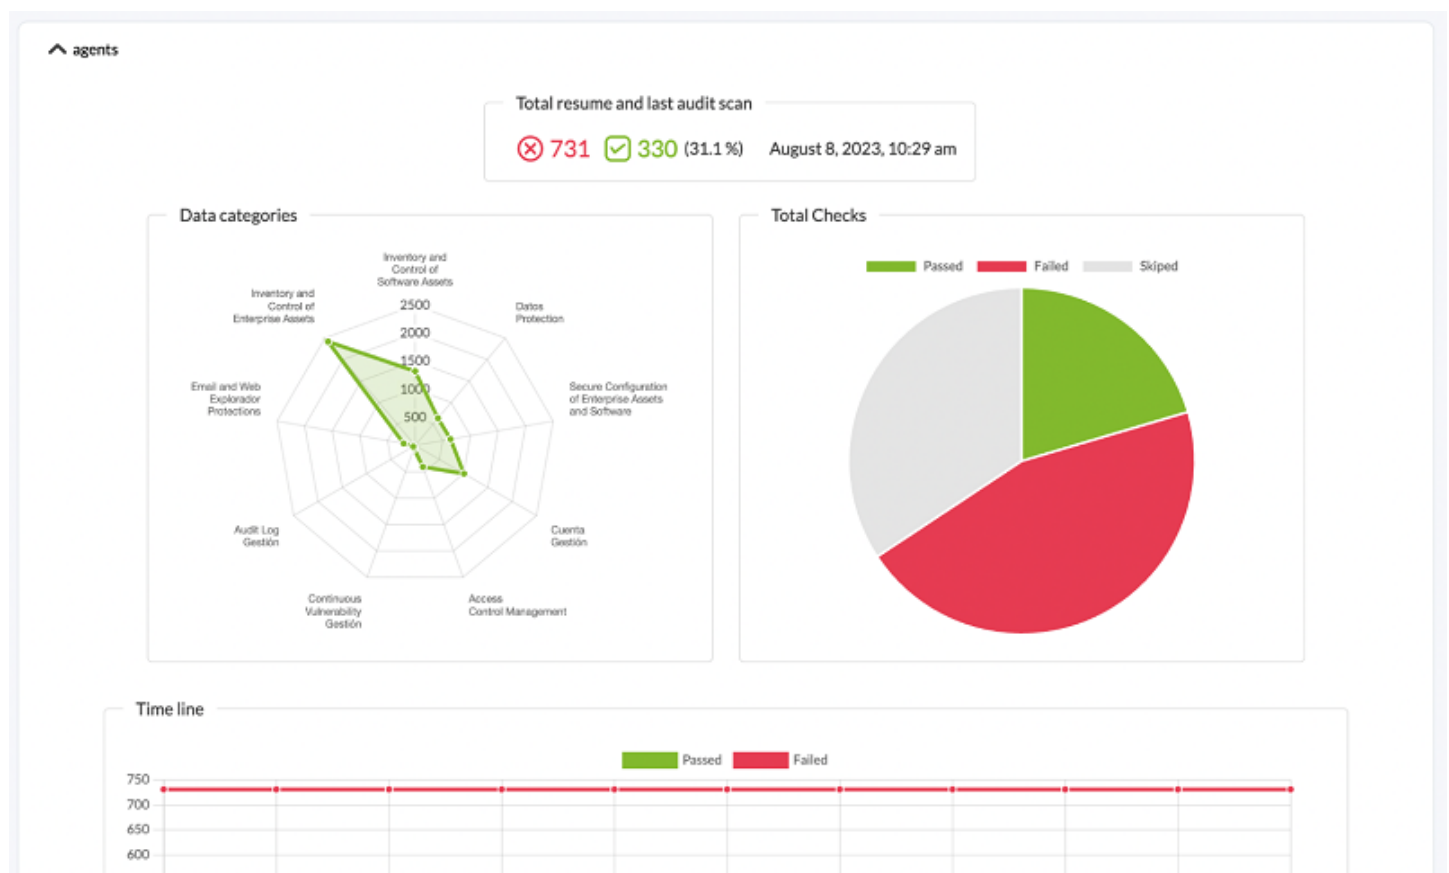 agents
Total resume and last audit scan
731 330 (31.1 %) August 8, 2023, 10:29 am
Data categories
Inventory and
Control of
Software Assets
Inventory and
Control of
Enterprise Assets
Datos
Protection
2500
2000
1500
1000
500
Email and Web
Explorador
Protections
Secure Configuration
of Enterprise Assets
and Software
Audit Log
Gestión
Cuenta
Gestión
Continuous
Vulnerability
Gestión
Access
Control Management
Total Checks
Passed Failed Skiped
Time line
Passed Failed
750
700
650
600